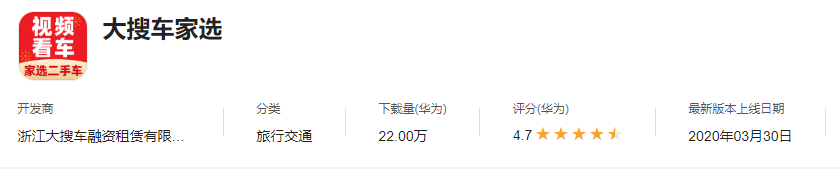 视频
看车
家选二手车
大搜车家选
开发商
分类
下载量(华为)
评分(华为)
最新版本上线日期
浙江大搜车融资租赁有限...
旅行交通
22.00万
4.7
2020年03月30日